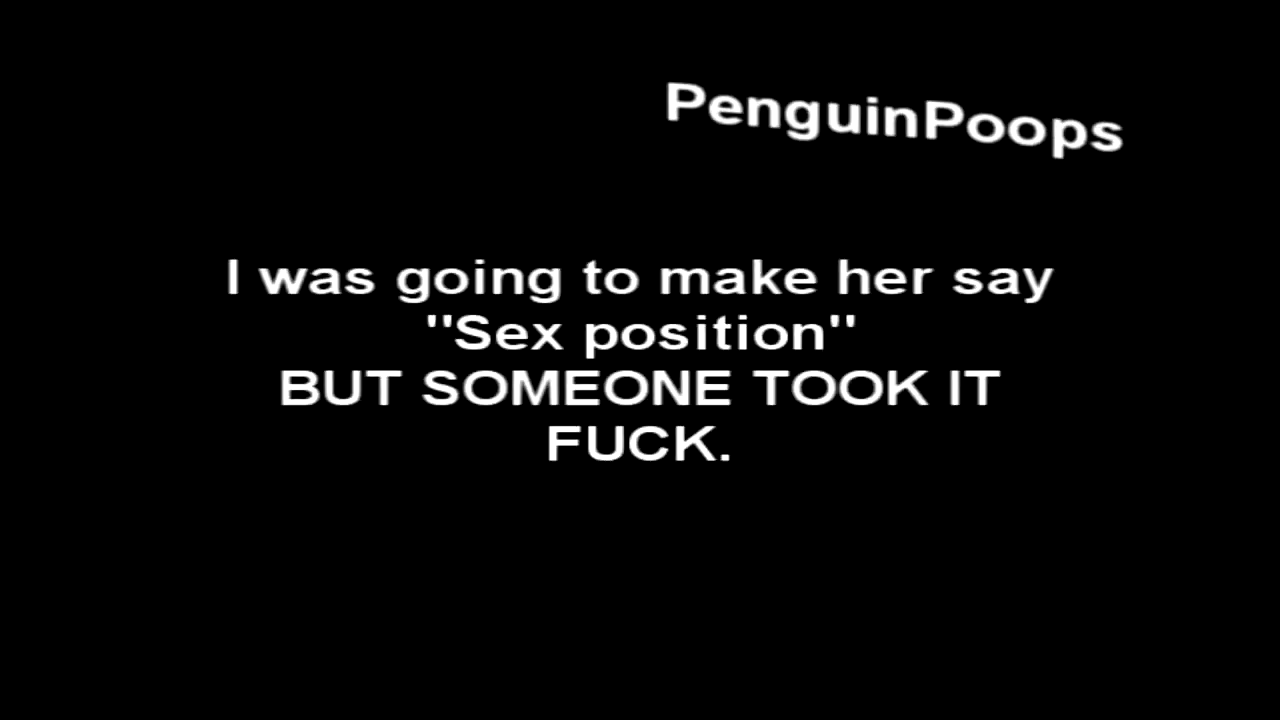 PenguinPoops
I was going to make her say
"Sex position"
BUT SOMEONE TOOK IT
FUCK.